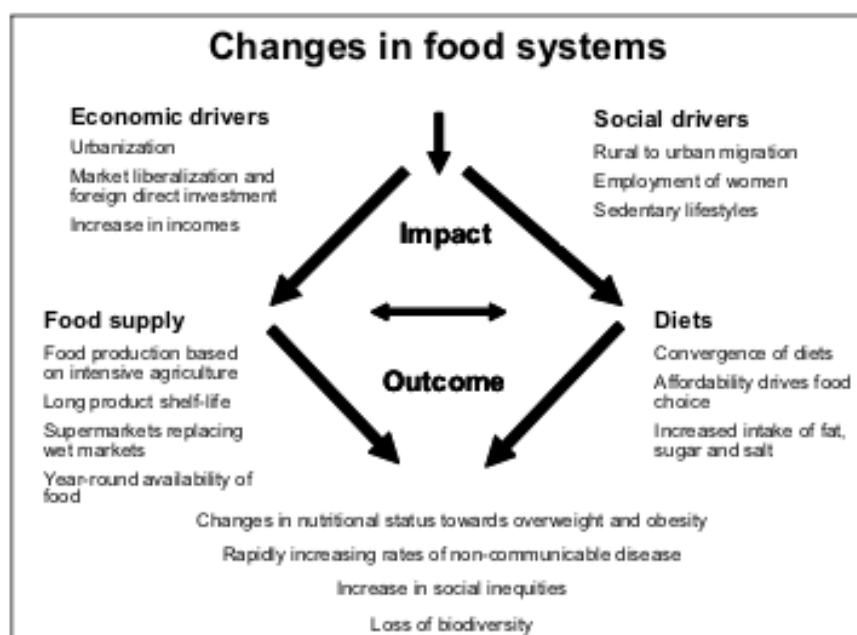 Changes in food systems
Economic drivers
Urbanization
Market liberalization and
foreign direct investment
Increase in incomes
Social drivers
Rural to urban migration
Employment of women
Sedentary lifestyles
Impact
Food supply
Food production based
on intensive agriculture
Long product shelf-life
Supermarkets replacing
wet markets
Year-round availability of
food
Outcome
Diets
Convergence of diets
Affordability drives food
choice
Increased intake of fat,
sugar and salt
Changes in nutritional status towards overweight and obesity
Rapidly increasing rates of non-communicable disease
Increase in social inequities
Loss of biodiversity